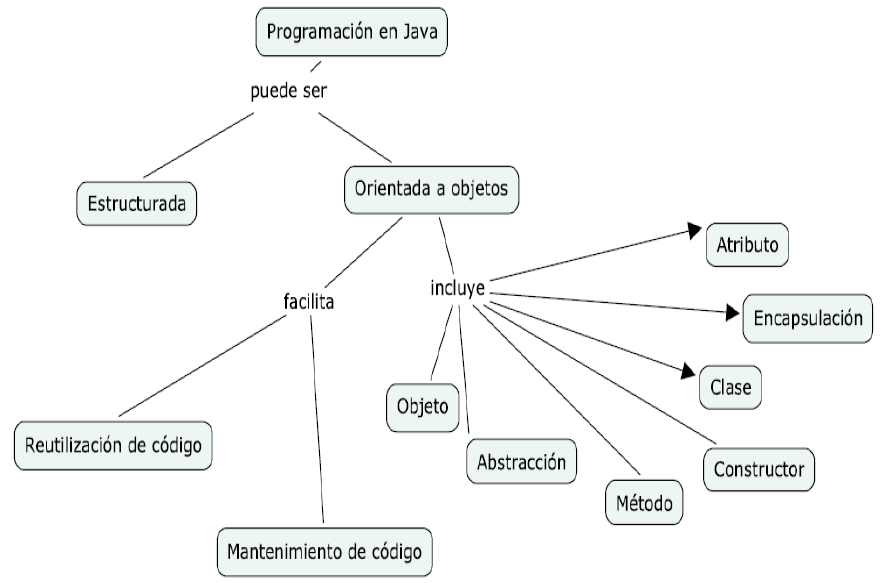 Programación en Java
puede ser
Estructurada
Orientada a objetos
facilita
incluye
Atributo
Encapsulación
Clase
Objeto
Abstracción
Método
Constructor
Reutilización de código
Mantenimiento de código